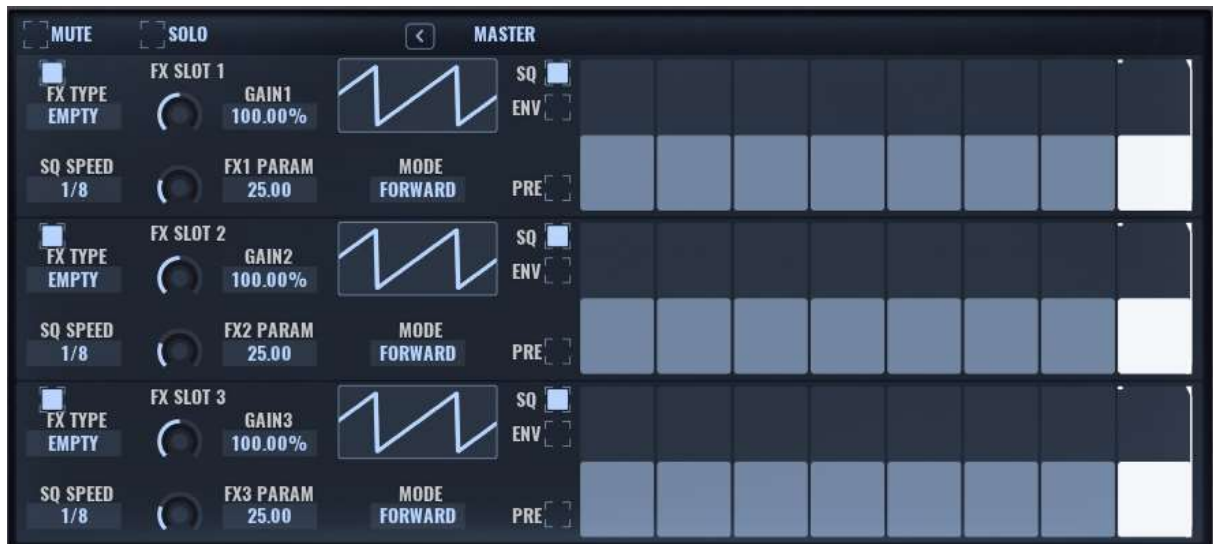 MUTE SOLO < MASTER
FX SLOT 1 SQ
FX TYPE GAIN1 ENV
EMPTY 100.00%
SQ SPEED FX1 PARAM MODE
1/8 25.00 FORWARD PRE
FX SLOT 2 SQ
FX TYPE GAIN2 ENV
EMPTY 100.00%
SQ SPEED FX2 PARAM MODE
1/8 25.00 FORWARD PRE
FX SLOT 3 SQ
FX TYPE GAIN3 ENV
EMPTY 100.00%
SQ SPEED FX3 PARAM MODE
1/8 25.00 FORWARD PRE